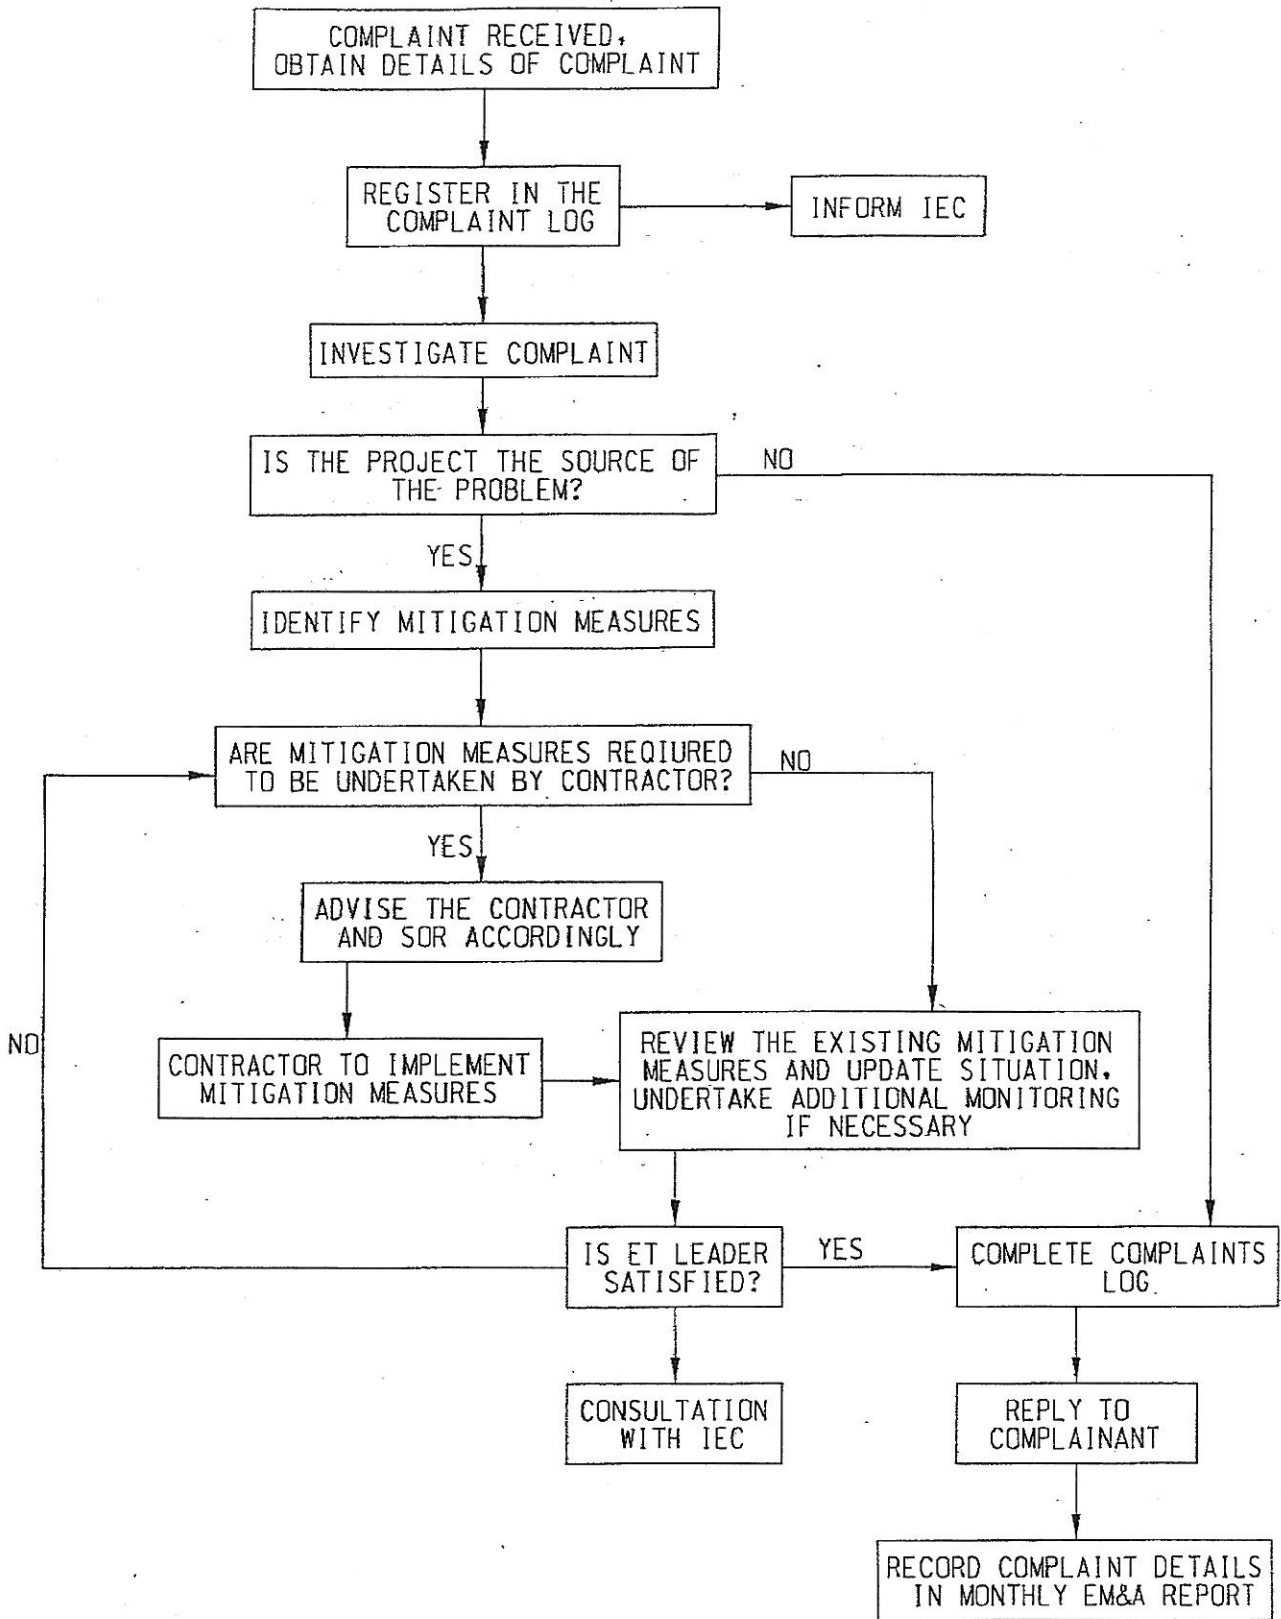 COMPLAINT RECEIVED,
OBTAIN DETAILS OF COMPLAINT
REGISTER IN THE
COMPLAINT LOG
INFORM IEC
INVESTIGATE COMPLAINT
IS THE PROJECT THE SOURCE OF
THE PROBLEM?
NO
YES
IDENTIFY MITIGATION MEASURES
ARE MITIGATION MEASURES REQIURED
TO BE UNDERTAKEN BY CONTRACTOR?
NO
YES
ADVISE THE CONTRACTOR
AND SOR ACCORDINGLY
NO
CONTRACTOR TO IMPLEMENT
MITIGATION MEASURES
REVIEW THE EXISTING MITIGATION
MEASURES AND UPDATE SITUATION.
UNDERTAKE ADDITIONAL MONITORING
IF NECESSARY
IS ET LEADER
SATISFIED?
YES
COMPLETE COMPLAINTS
LOG
CONSULTATION
WITH IEC
REPLY TO
COMPLAINANT
RECORD COMPLAINT DETAILS
IN MONTHLY EM&A REPORT